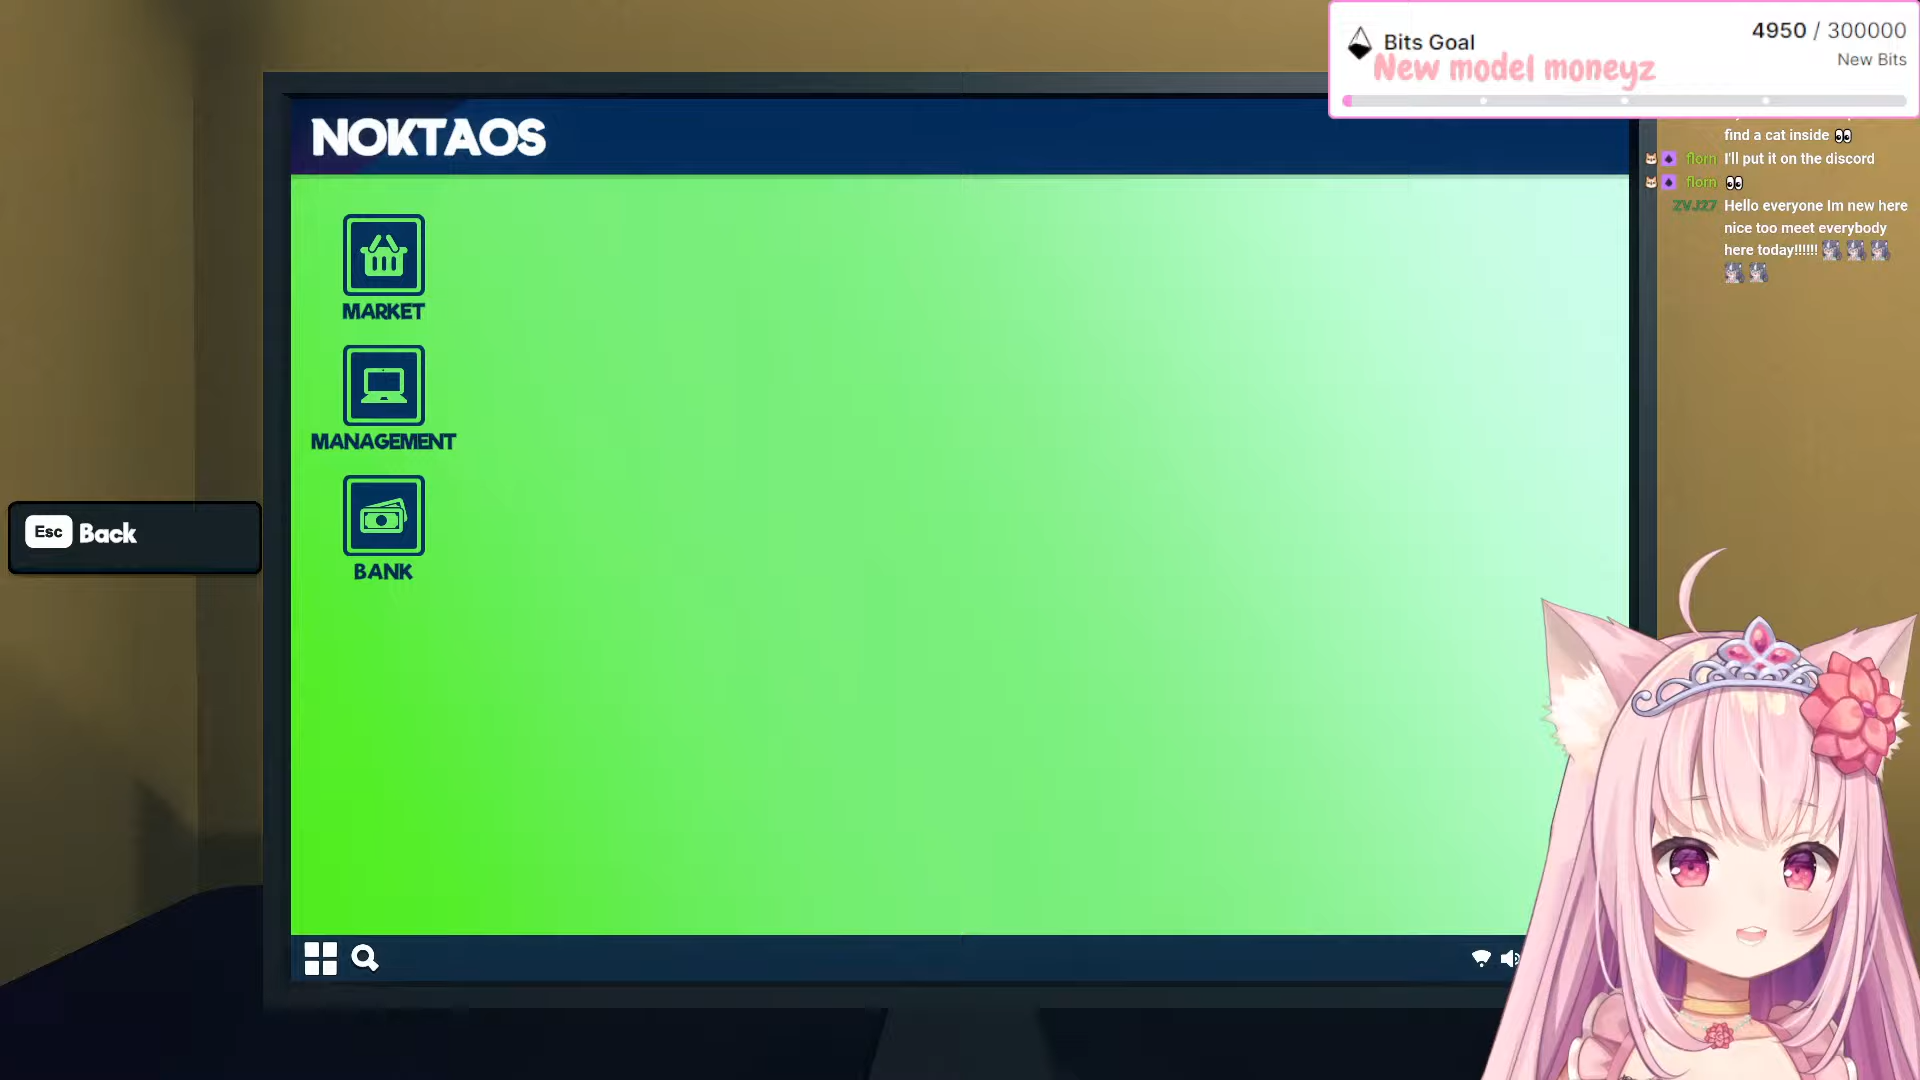 Bits Goal
4950 / 300000
New Bits
New model moneyz
NOKTAOS
MARKET
MANAGEMENT
BANK
Esc Back
find a cat inside 👀
florn I'll put it on the discord
florn 👀
ZVJ27 Hello everyone Im new here
nice too meet everybody
here today!!!!!!